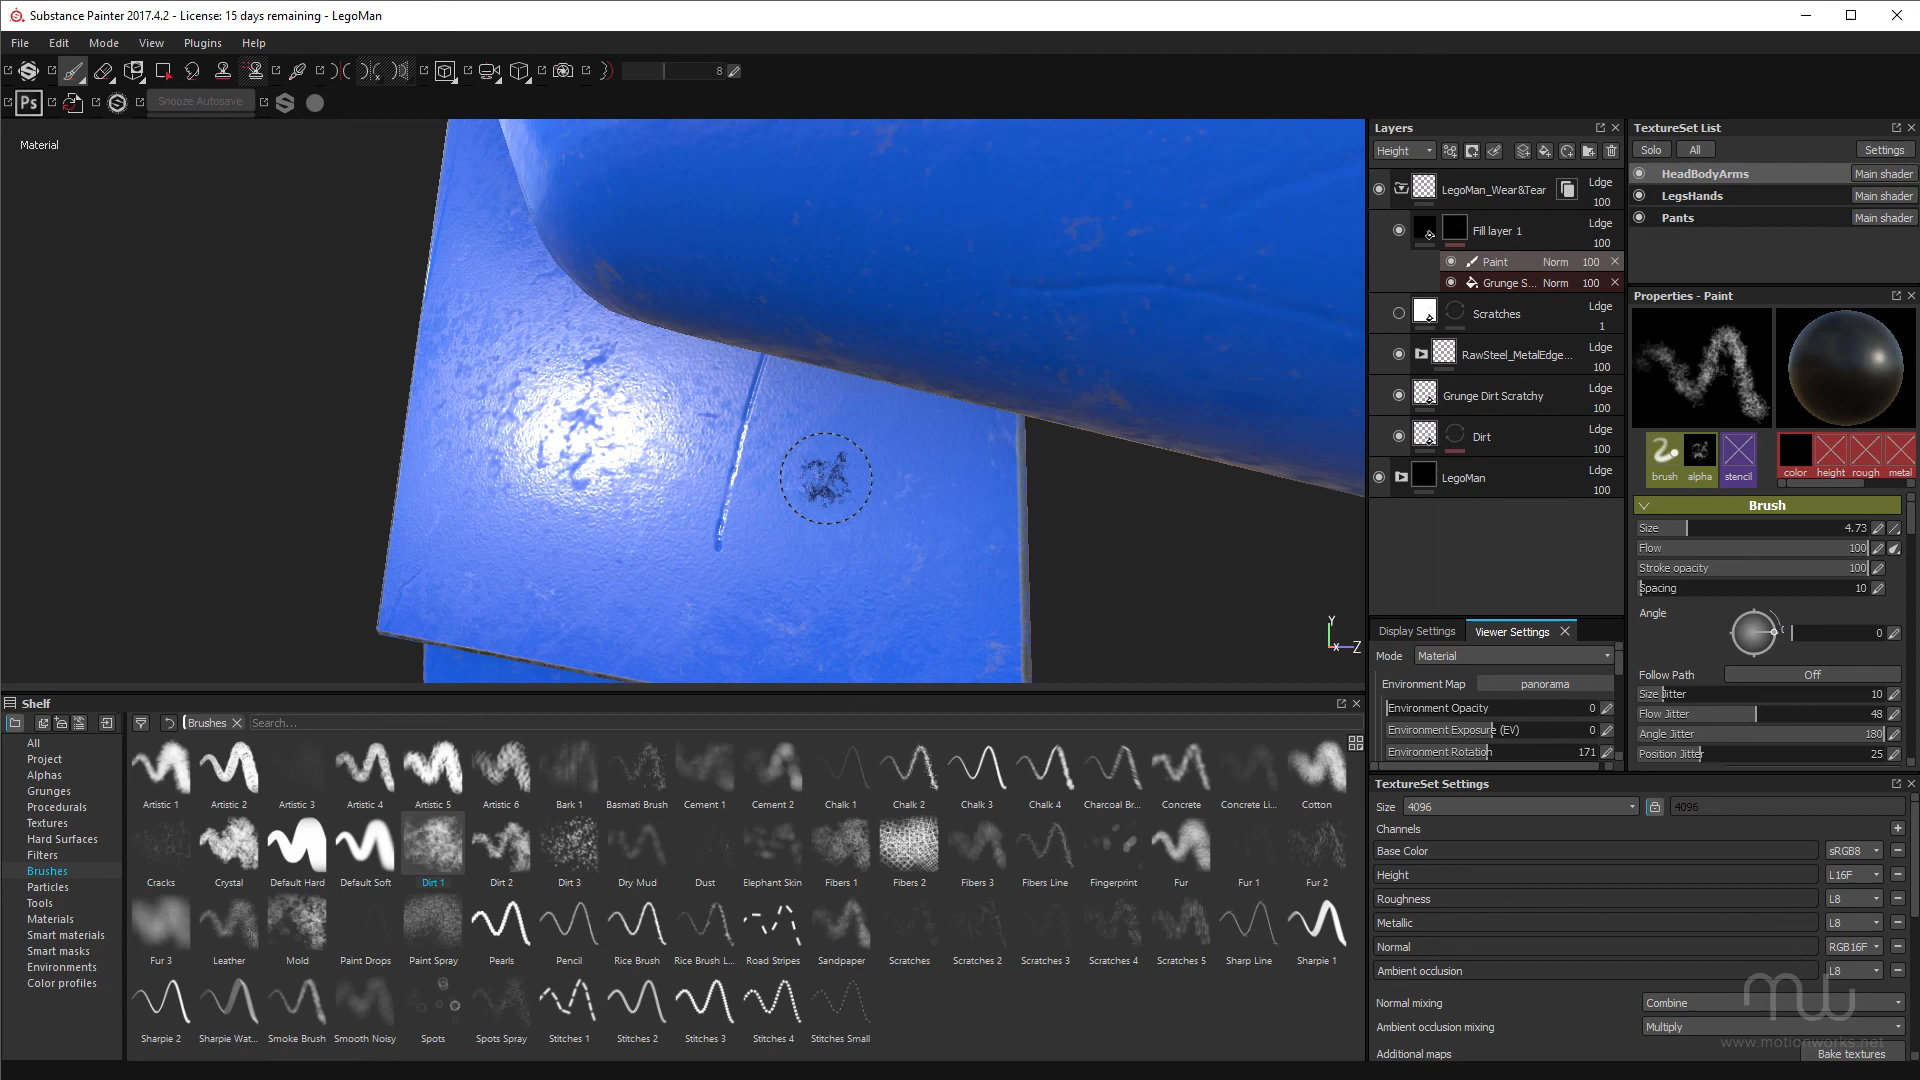 Substance Painter 2017.4.2 - License: 15 days remaining - LegoMan
File Edit Mode View Plugins Help
8
Ps Snooze Autosave
Material
Y
X Z
Layers
Height
LegoMan_Wear&Tear Ldge 100
Fill layer 1 Ldge 100
Paint Norm 100
Grunge S... Norm 100
Scratches Ldge 1
RawSteel_MetalEdge... Ldge 100
Grunge Dirt Scratchy Ldge 100
Dirt Ldge 100
LegoMan Ldge 100
TextureSet List
Solo All Settings
HeadBodyArms Main shader
LegsHands Main shader
Pants Main shader
Properties - Paint
brush alpha stencil color height rough metal
Brush
Size 4.73
Flow 100
Stroke opacity 100
Spacing 10
Angle 0
Follow Path Off
Size Jitter 10
Flow Jitter 48
Angle Jitter 180
Position Jitter 25
Display Settings Viewer Settings
Mode Material
Environment Map panorama
Environment Opacity 0
Environment Exposure (EV) 0
Environment Rotation 171
TextureSet Settings
Size 4096 4096
Channels
Base Color sRGB8
Height L16F
Roughness L8
Metallic L8
Normal RGB16F
Ambient occlusion L8
Normal mixing Combine
Ambient occlusion mixing Multiply
Additional maps Bake textures
mw
www.motionworks.net
Shelf
Brushes Search...
All
Project
Alphas
Grunges
Procedurals
Textures
Hard Surfaces
Filters
Brushes
Particles
Tools
Materials
Smart materials
Smart masks
Environments
Color profiles
Artistic 1 Artistic 2 Artistic 3 Artistic 4 Artistic 5 Artistic 6 Bark 1 Basmati Brush Cement 1 Cement 2 Chalk 1 Chalk 2 Chalk 3 Chalk 4 Charcoal Br... Concrete Concrete Li... Cotton
Cracks Crystal Default Hard Default Soft Dirt 1 Dirt 2 Dirt 3 Dry Mud Dust Elephant Skin Fibers 1 Fibers 2 Fibers 3 Fibers Line Fingerprint Fur Fur 1 Fur 2
Fur 3 Leather Mold Paint Drops Paint Spray Pearls Pencil Rice Brush Rice Brush L... Road Stripes Sandpaper Scratches Scratches 2 Scratches 3 Scratches 4 Scratches 5 Sharp Line Sharpie 1
Sharpie 2 Sharpie Wat... Smoke Brush Smooth Noisy Spots Spots Spray Stitches 1 Stitches 2 Stitches 3 Stitches 4 Stitches Small